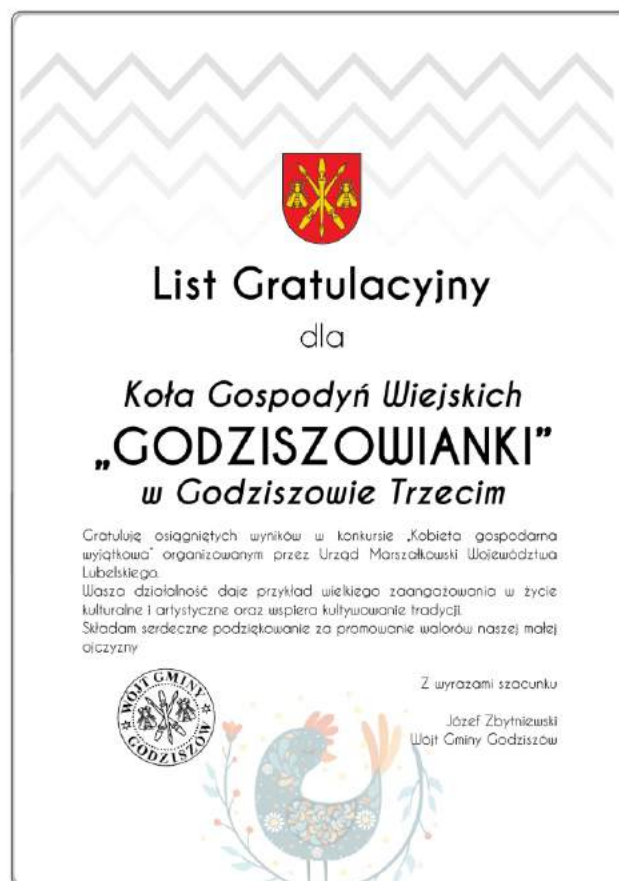 List Gratulacyjny
dla
Koła Gospodyń Wiejskich
„GODZISZOWIANKI”
w Godziszowie Trzecim
Gratuluję osiągniętych wyników w konkursie „Kobieta gospodarna
wyjątkowa” organizowanym przez Urząd Marszałkowski Województwa
Lubelskiego.
Wasza działalność daje przykład wielkiego zaangażowania w życie
kulturalne i artystyczne oraz wspiera kultywowanie tradycji.
Składam serdeczne podziękowanie za promowanie walorów naszej małej
ojczyzny
Z wyrazami szacunku
Józef Zbytniewski
Wójt Gminy Godziszów
WÓJT GMINY
GODZISZÓW